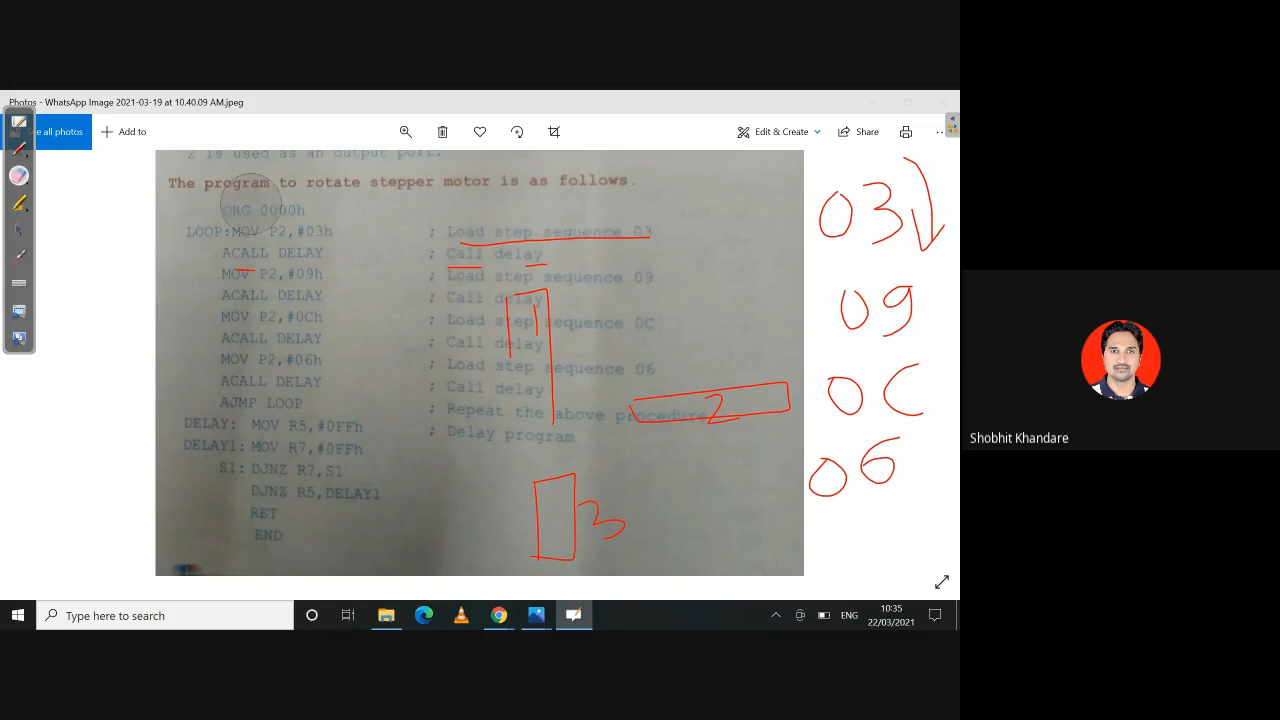 Photos - WhatsApp Image 2021-03-19 at 10.40.09 AM.jpeg
See all photos
Add to
Edit & Create
Share
2 is used as an output port.
The program to rotate stepper motor is as follows.
ORG 0000h
LOOP:MOV P2,#03h ; Load step sequence 03
ACALL DELAY ; Call delay
MOV P2,#09h ; Load step sequence 09
ACALL DELAY ; Call delay
MOV P2,#0Ch ; Load step sequence 0C
ACALL DELAY ; Call delay
MOV P2,#06h ; Load step sequence 06
ACALL DELAY ; Call delay
AJMP LOOP ; Repeat the above procedure
DELAY: MOV R5,#0FFh ; Delay program
DELAY1: MOV R7,#0FFh
S1: DJNZ R7,S1
DJNZ R5,DELAY1
RET
END
1
2
3
03
09
0C
06
Shobhit Khandare
Type here to search
ENG
10:35
22/03/2021